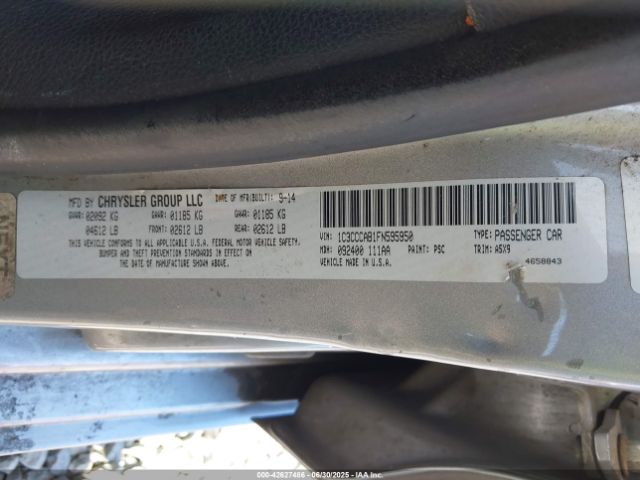 MFD BY CHRYSLER GROUP LLC DATE OF MFR(BUILT): 9-14
GVWR: 02092 KG GAWR: 01185 KG GAWR: 01185 KG
04612 LB FRONT: 02612 LB REAR: 02612 LB
THIS VEHICLE CONFORMS TO ALL APPLICABLE U.S.A. FEDERAL MOTOR VEHICLE SAFETY,
BUMPER AND THEFT PREVENTION STANDARDS IN EFFECT ON
THE DATE OF MANUFACTURE SHOWN ABOVE.
VIN: 1C3CCCAB1FN595950 TYPE: PASSENGER CAR
MDH: 092400 111AA PAINT: PSC TRIM: A5X9
VEHICLE MADE IN U.S.A. 4658843
000-42627486 - 06/30/2025 - IAAI.COM